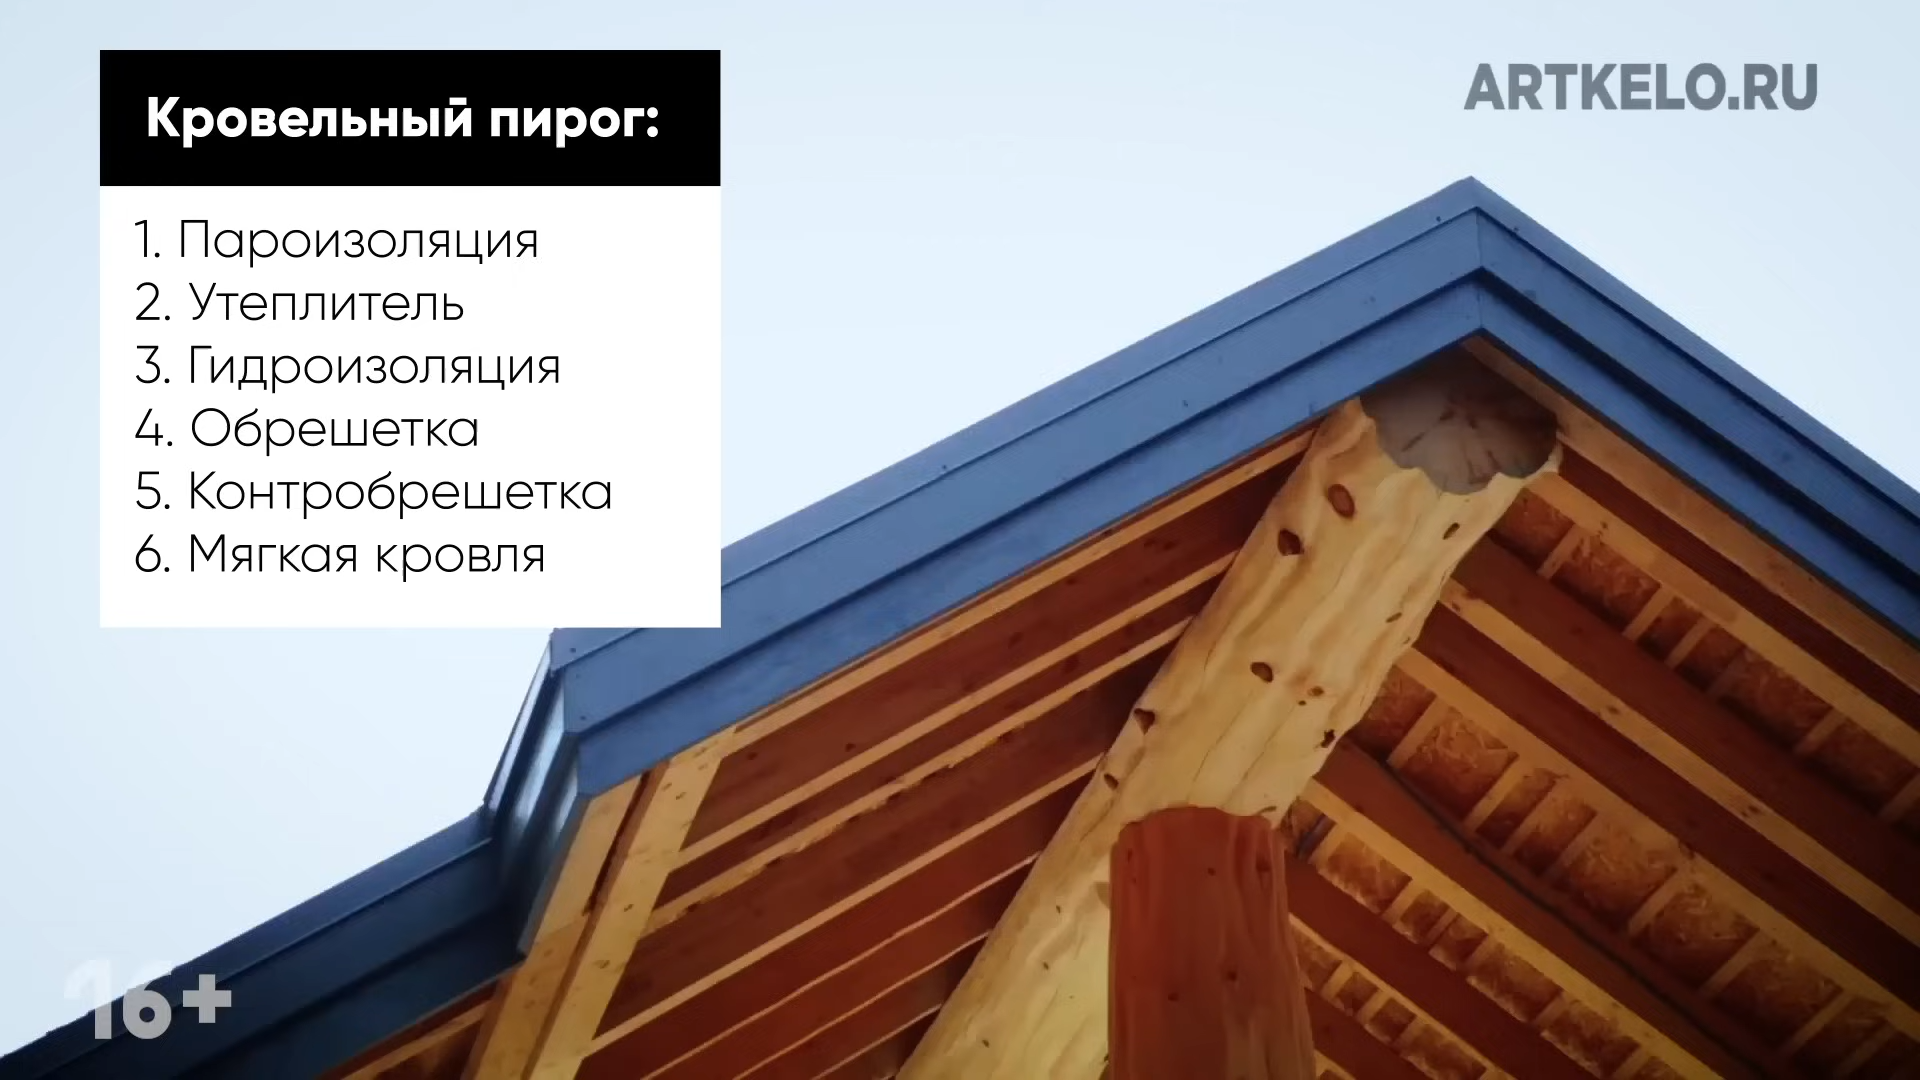 Кровельный пирог:
ARTKELO.RU
1. Пароизоляция
2. Утеплитель
3. Гидроизоляция
4. Обрешетка
5. Контробрешетка
6. Мягкая кровля
16+